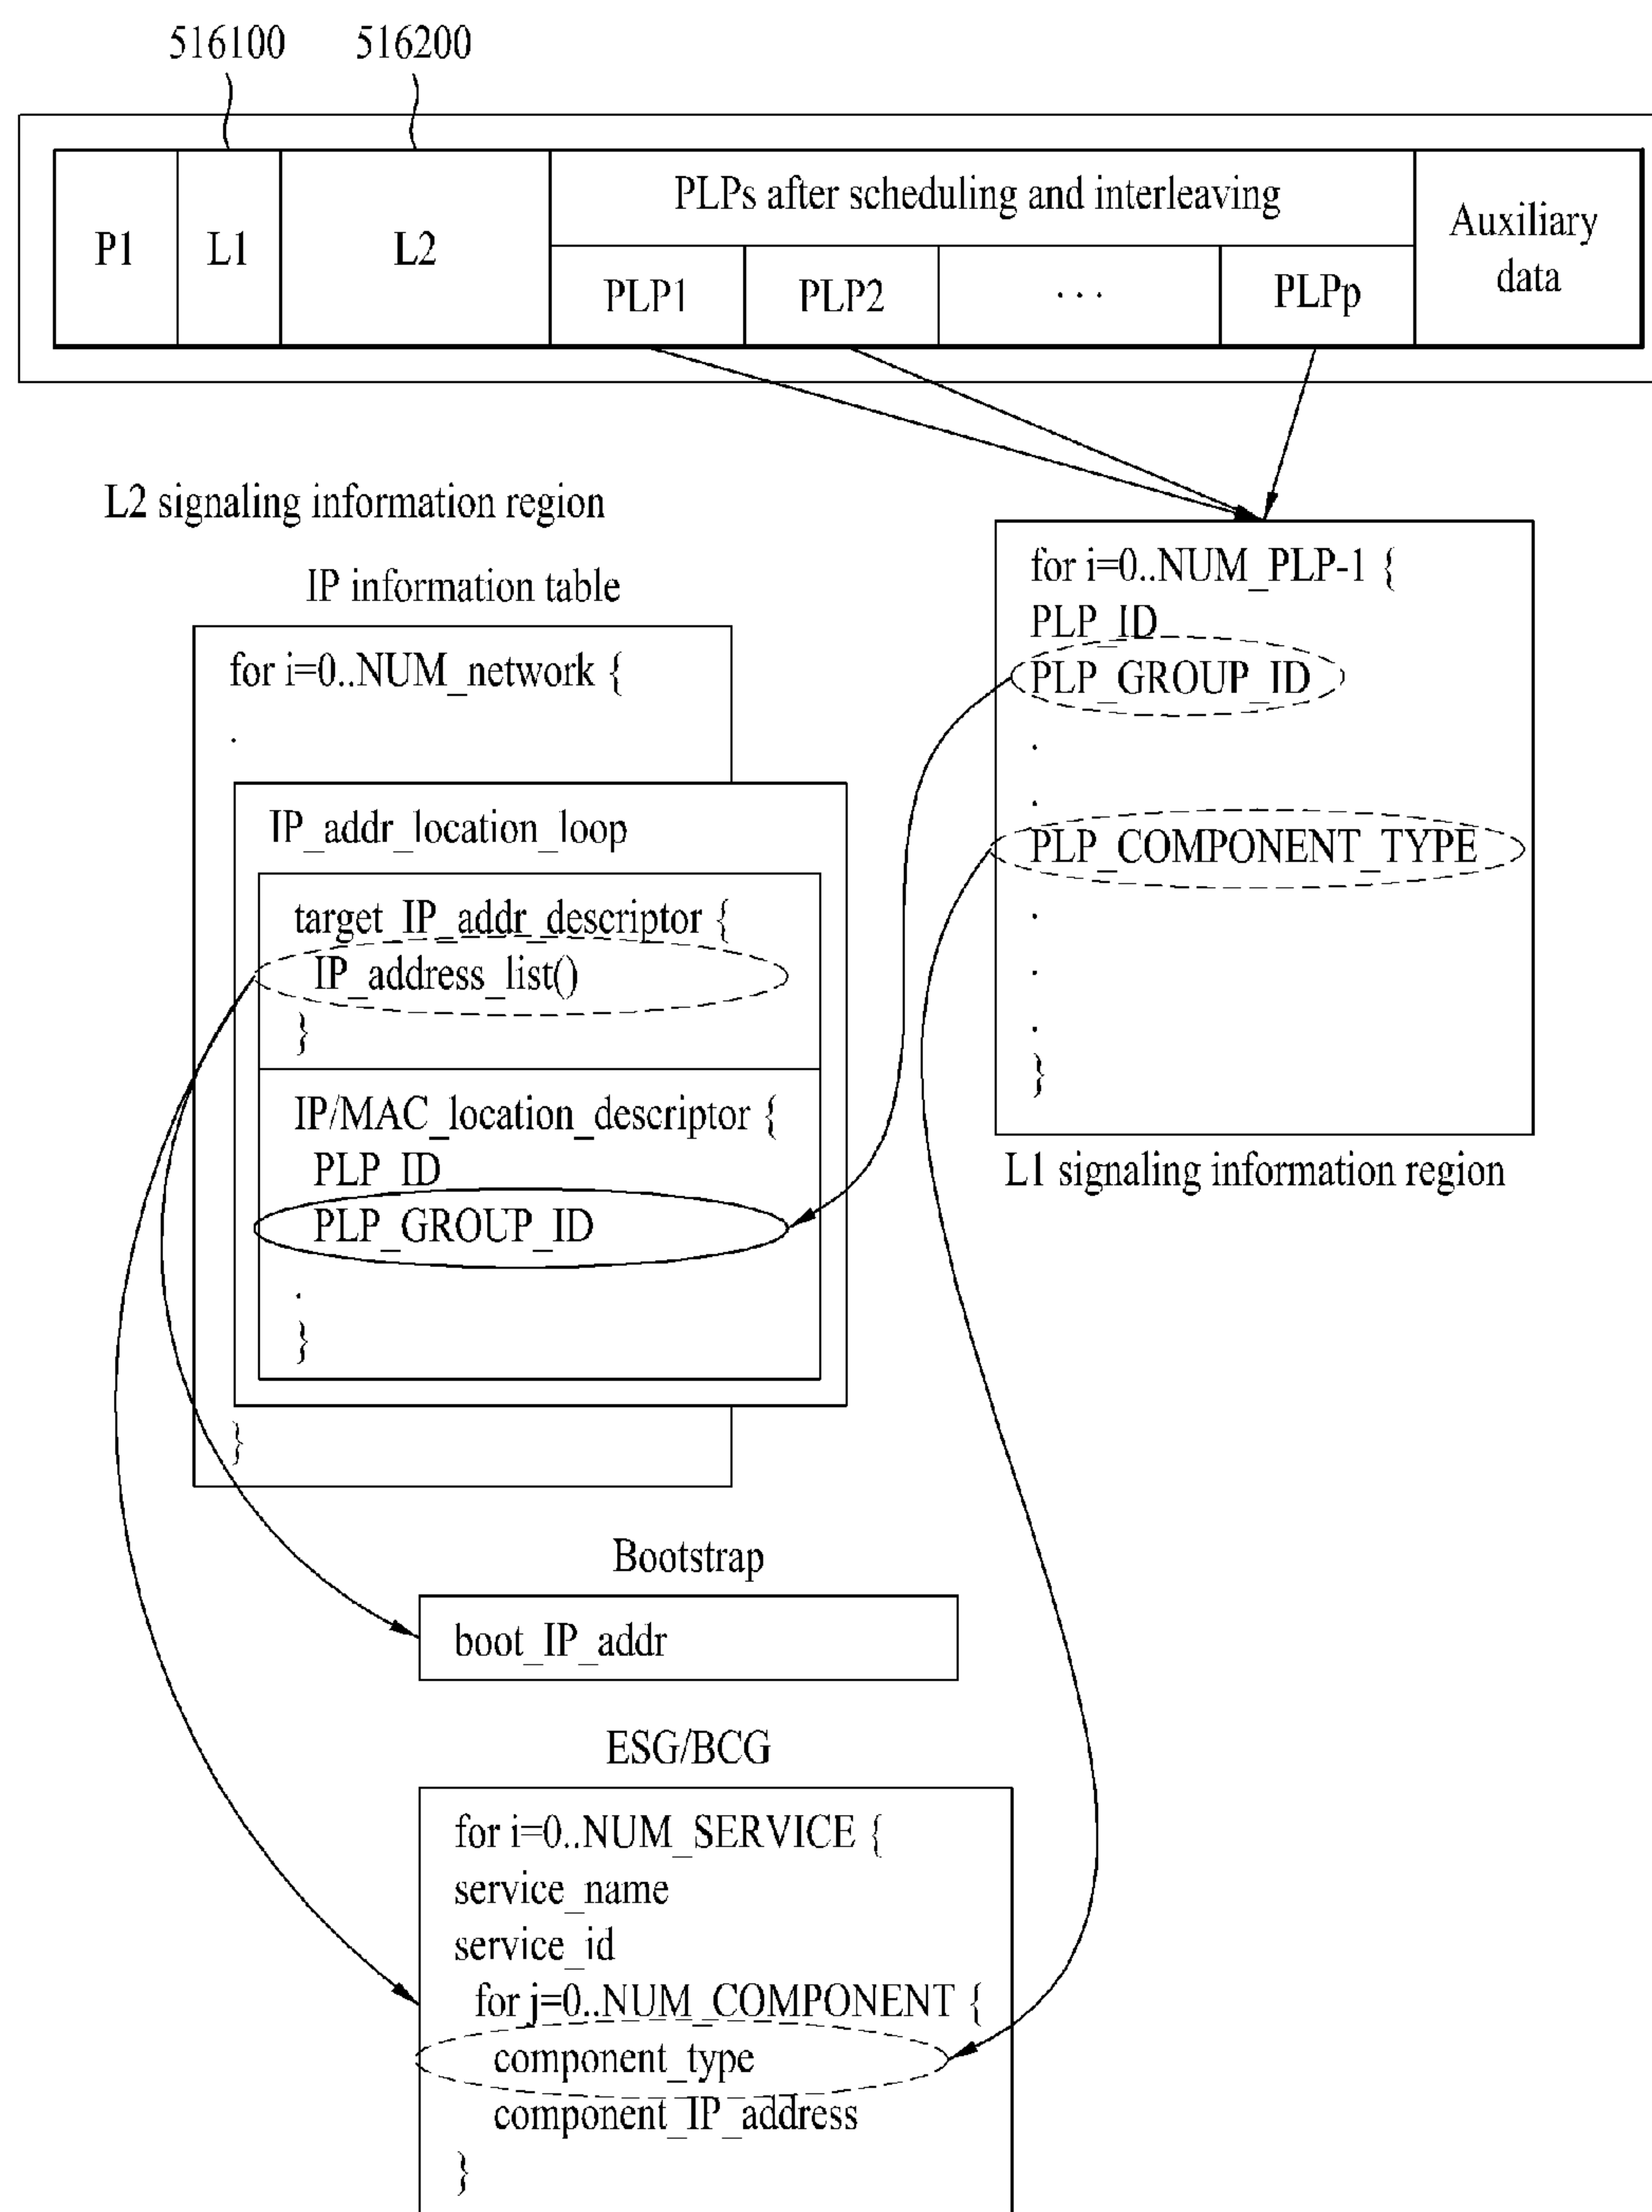 516100
516200
P1
L1
L2
PLPs after scheduling and interleaving
PLP1
PLP2
. . .
PLPp
Auxiliary
data
L2 signaling information region
IP information table
for i=0..NUM_network {
.
IP_addr_location_loop
target_IP_addr_descriptor {
IP_address_list()
}
IP/MAC_location_descriptor {
PLP_ID
PLP_GROUP_ID
.
}
}
for i=0..NUM_PLP-1 {
PLP_ID
PLP_GROUP_ID
.
.
PLP_COMPONENT_TYPE
.
.
.
}
L1 signaling information region
Bootstrap
boot_IP_addr
ESG/BCG
for i=0..NUM_SERVICE {
service_name
service_id
for j=0..NUM_COMPONENT {
component_type
component_IP_address
}